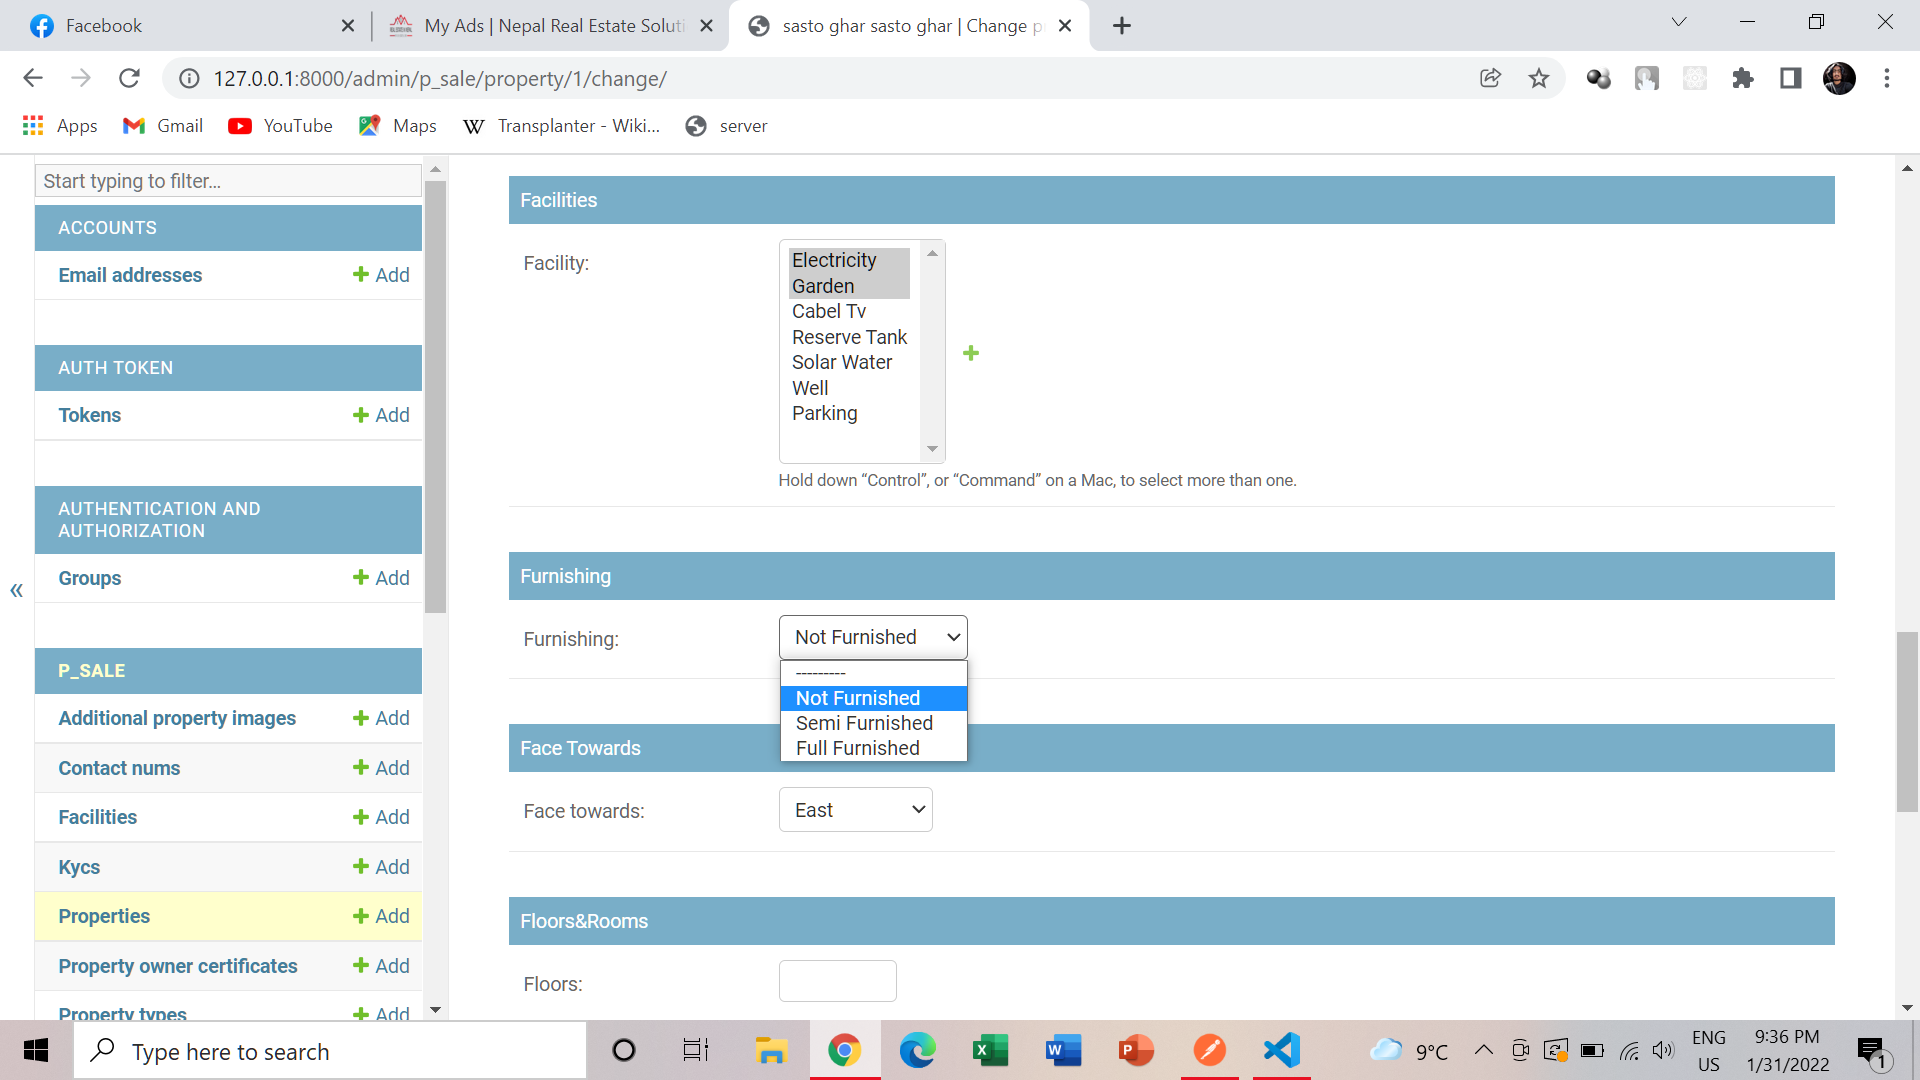 Facebook
My Ads | Nepal Real Estate Soluti
sasto ghar sasto ghar | Change p
127.0.0.1:8000/admin/p_sale/property/1/change/
Apps
Gmail
YouTube
Maps
W Transplanter - Wiki...
server
Start typing to filter...
ACCOUNTS
Email addresses
+ Add
AUTH TOKEN
Tokens
+ Add
AUTHENTICATION AND
AUTHORIZATION
Groups
+ Add
«
P_SALE
Additional property images
+ Add
Contact nums
+ Add
Facilities
+ Add
Kycs
+ Add
Properties
+ Add
Property owner certificates
+ Add
Property types
+ Add
Facilities
Facility:
Electricity
Garden
Cabel Tv
Reserve Tank
Solar Water
Well
Parking
Hold down “Control”, or “Command” on a Mac, to select more than one.
Furnishing
Furnishing:
Not Furnished
---------
Not Furnished
Semi Furnished
Full Furnished
Face Towards
Face towards:
East
Floors&Rooms
Floors:
Type here to search
9°C
ENG
US
9:36 PM
1/31/2022
1